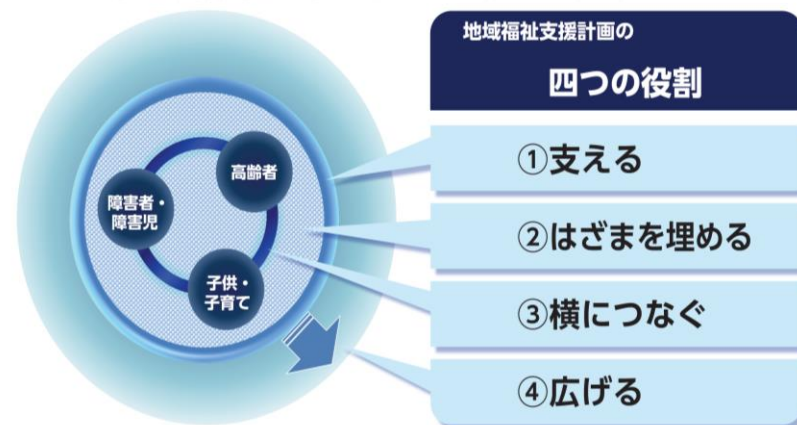 地域福祉支援計画の
四つの役割
高齢者
障害者・
障害児
子供・
子育て
①支える
②はざまを埋める
③横につなぐ
④広げる